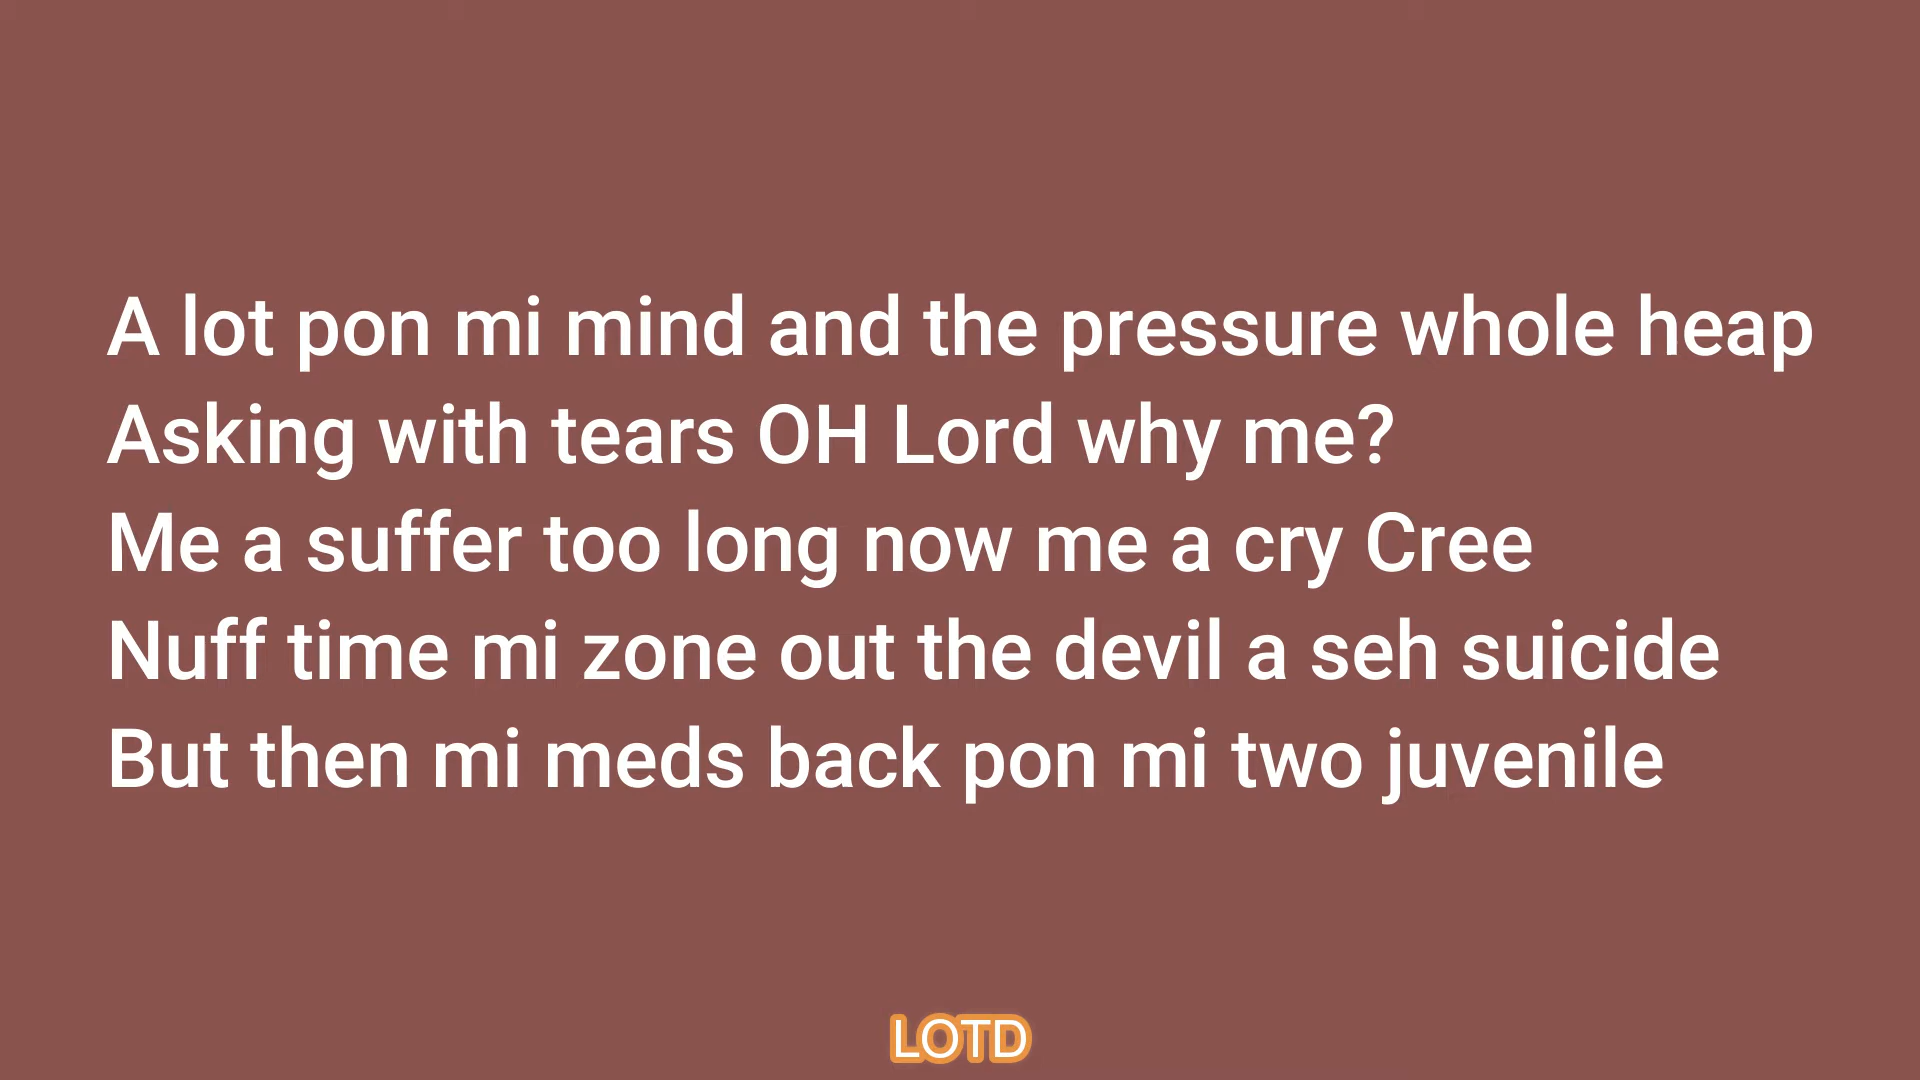 A lot pon mi mind and the pressure whole heap
Asking with tears OH Lord why me?
Me a suffer too long now me a cry Cree
Nuff time mi zone out the devil a seh suicide
But then mi meds back pon mi two juvenile
LOTD